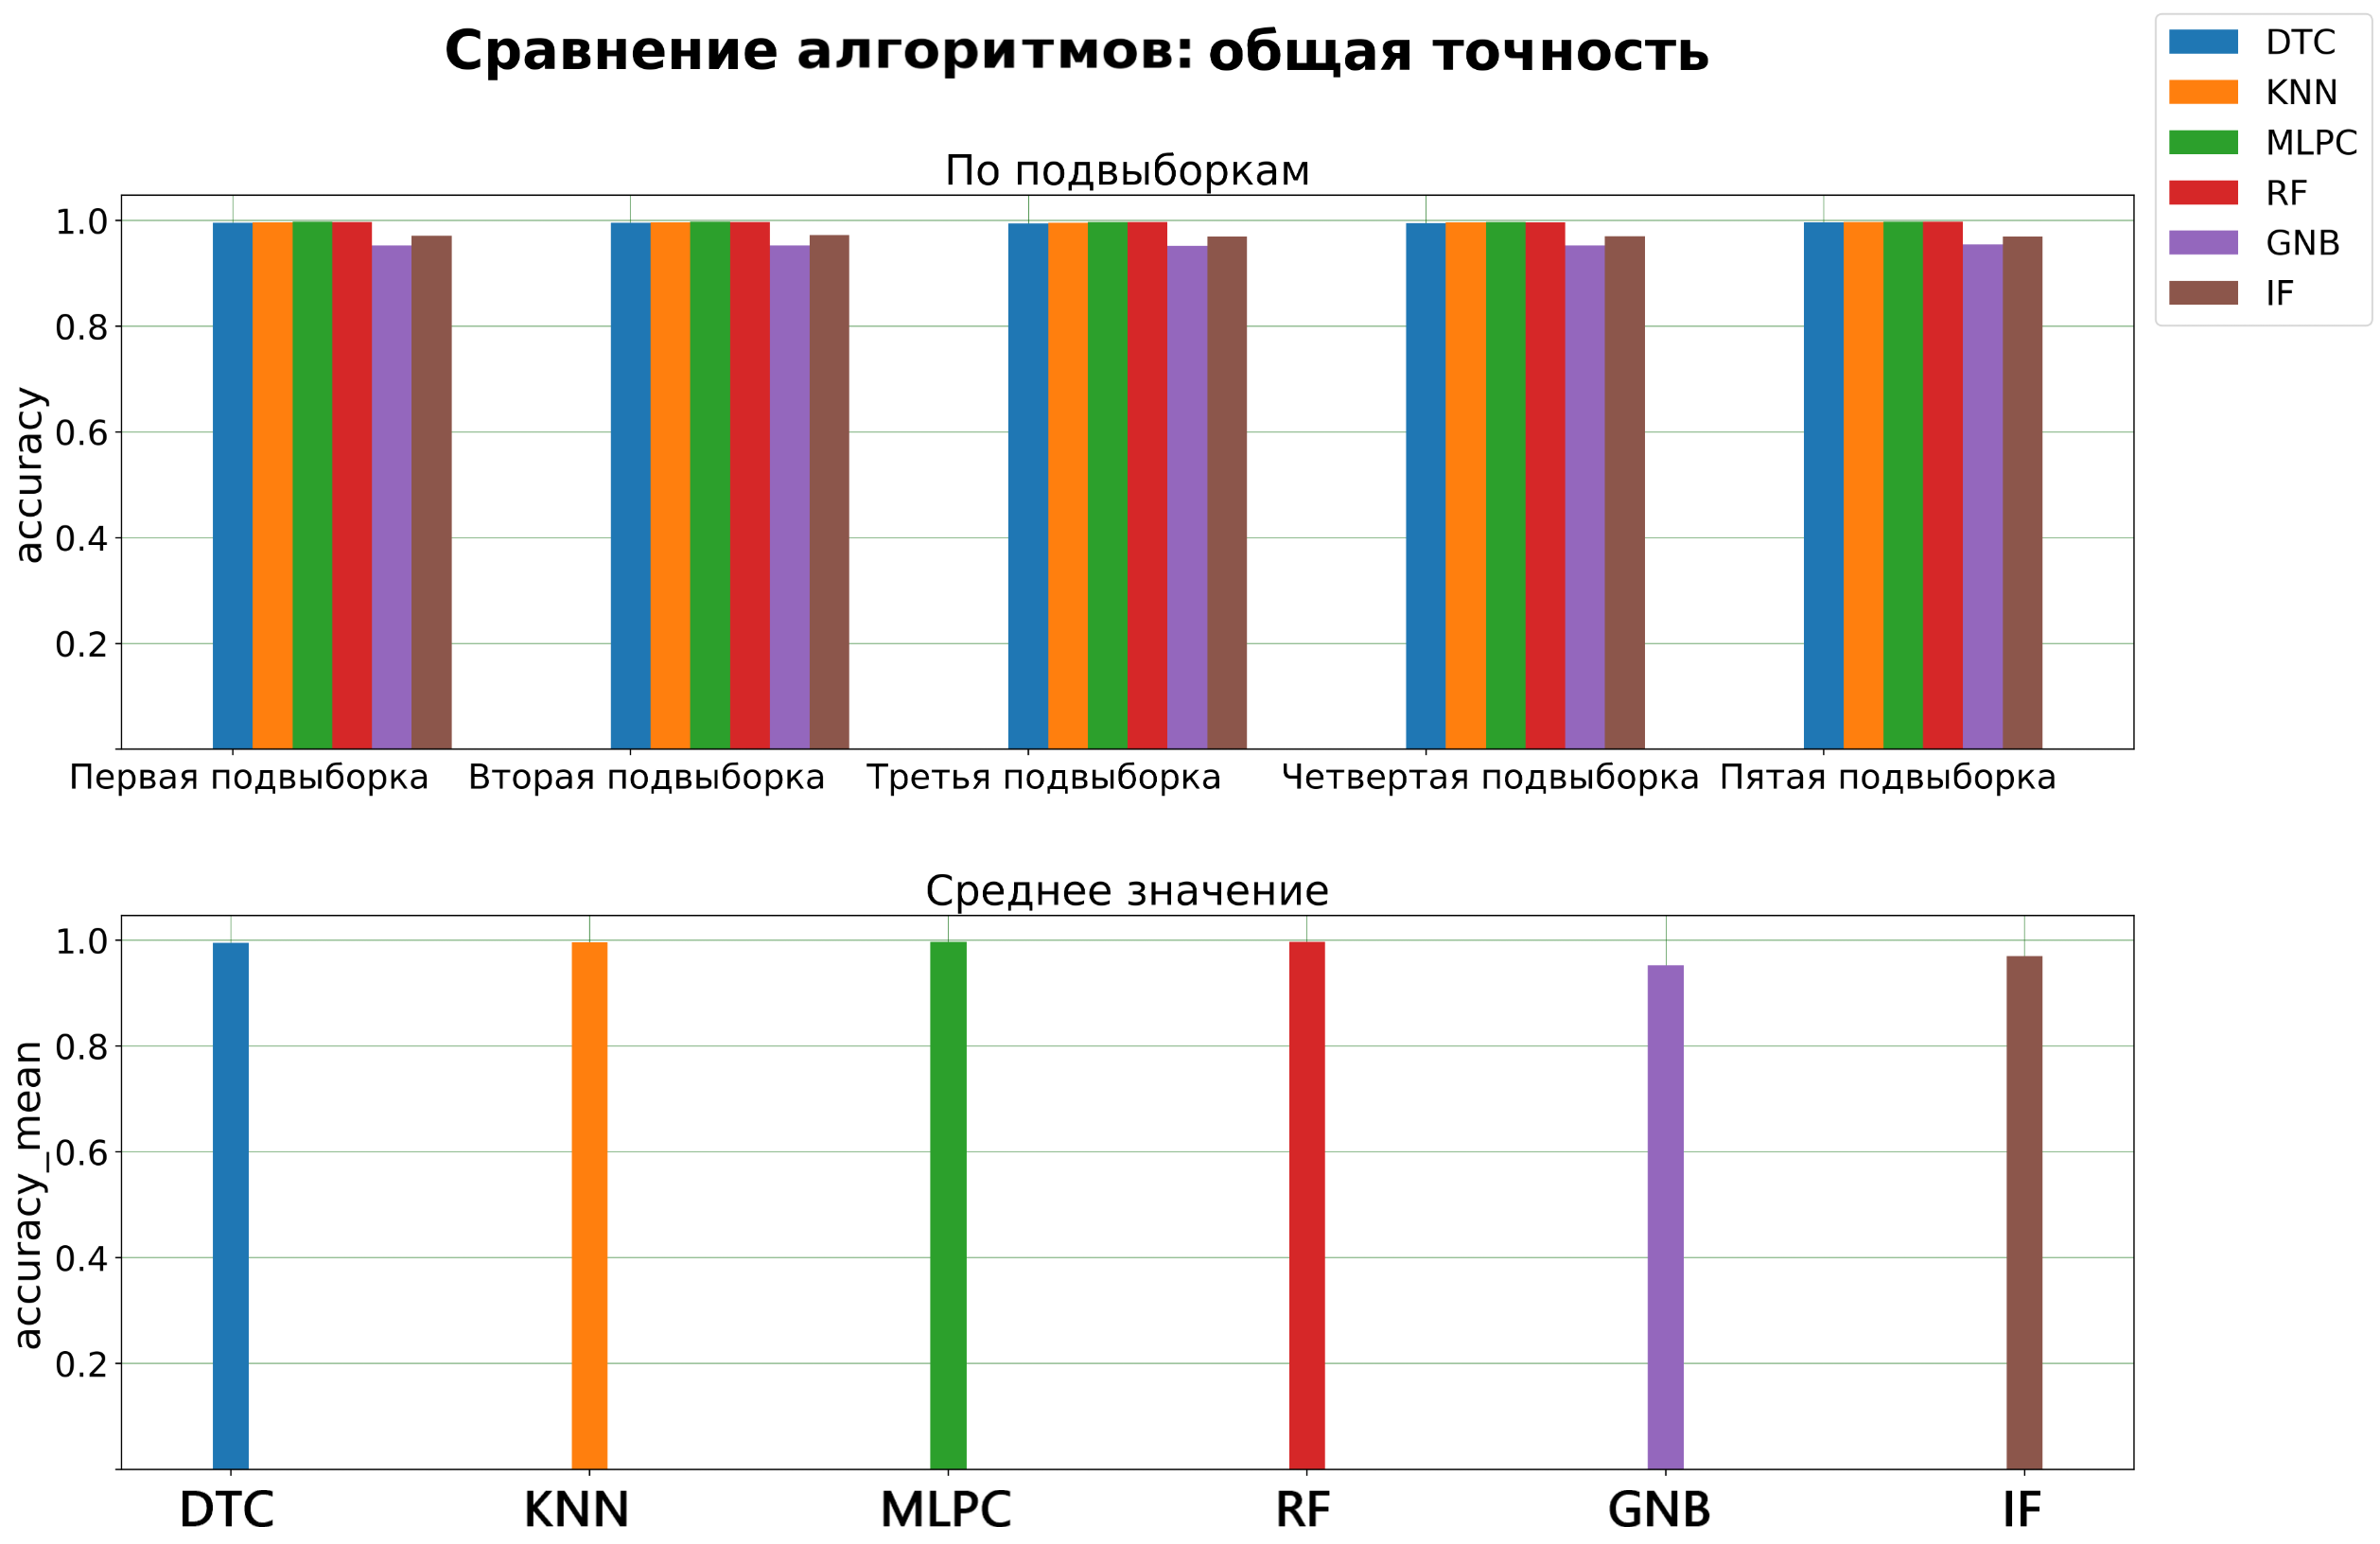 Сравнение алгоритмов: общая точность
DTC
KNN
MLPC
RF
GNB
IF
По подвыборкам
accuracy
1.0
0.8
0.6
0.4
0.2
Первая подвыборка
Вторая подвыборка
Третья подвыборка
Четвертая подвыборка
Пятая подвыборка
Среднее значение
accuracy_mean
1.0
0.8
0.6
0.4
0.2
DTC
KNN
MLPC
RF
GNB
IF